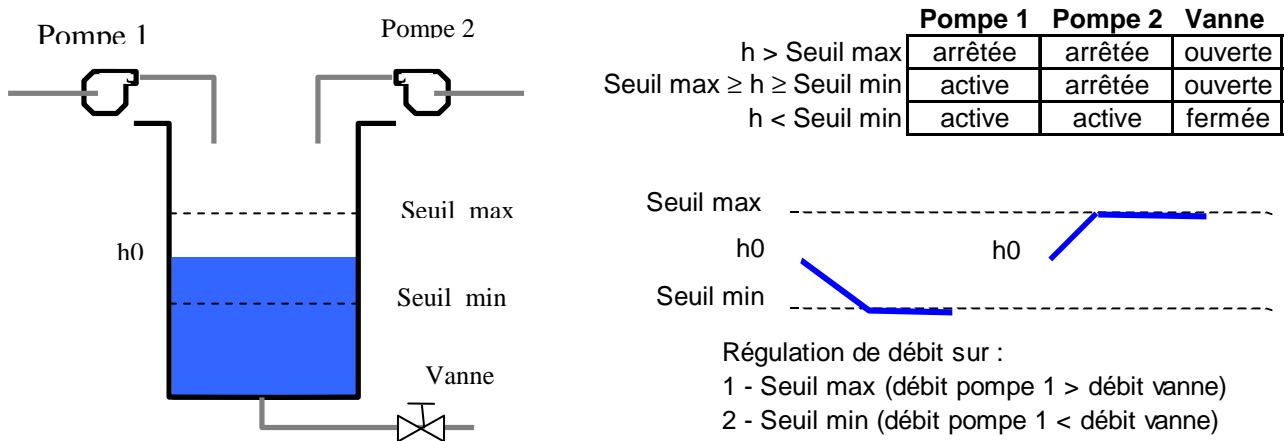 Pompe 1
Pompe 2
h0
Seuil max
Seuil min
Vanne
Pompe 1 Pompe 2 Vanne
h > Seuil max arrêtée arrêtée ouverte
Seuil max ≥ h ≥ Seuil min active arrêtée ouverte
h < Seuil min active active fermée
Seuil max
h0 h0
Seuil min
Régulation de débit sur :
1 - Seuil max (débit pompe 1 > débit vanne)
2 - Seuil min (débit pompe 1 < débit vanne)